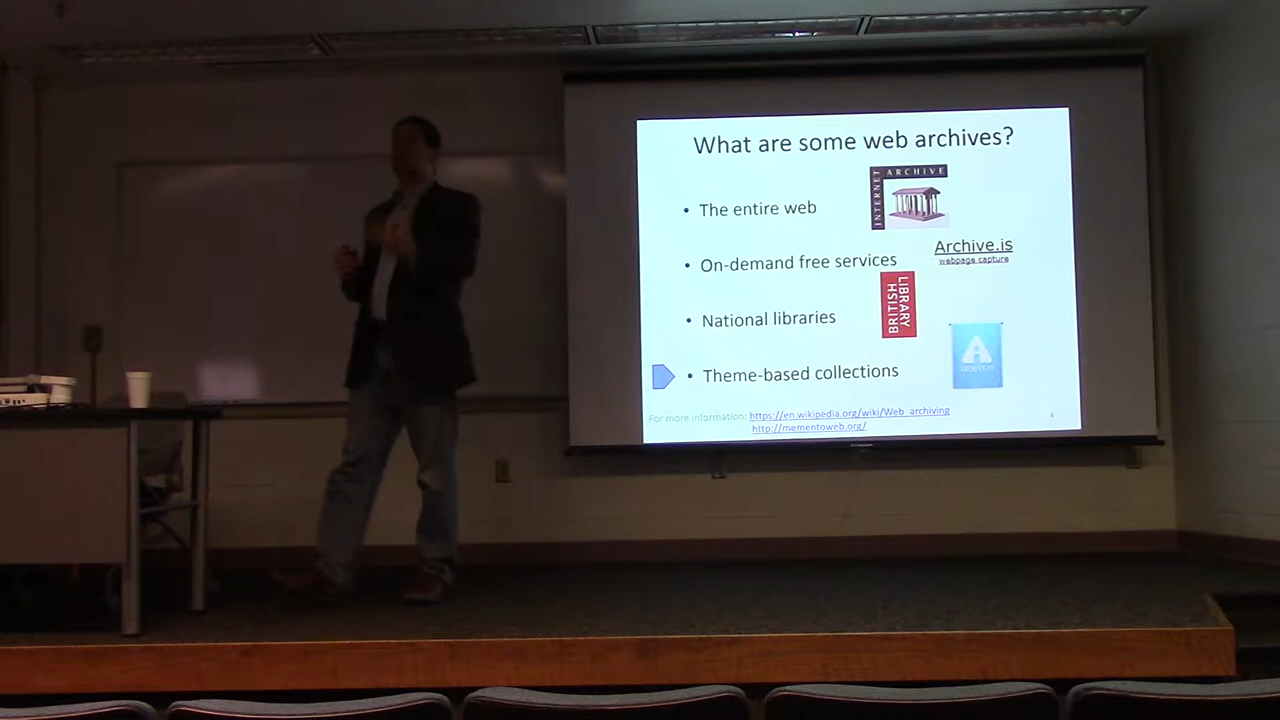 What are some web archives?
INTERNET ARCHIVE
• The entire web
Archive.is
webpage capture
• On-demand free services
BRITISH
LIBRARY
• National libraries
• Theme-based collections
For more information: https://en.wikipedia.org/wiki/Web_archiving
http://mementoweb.org/
6